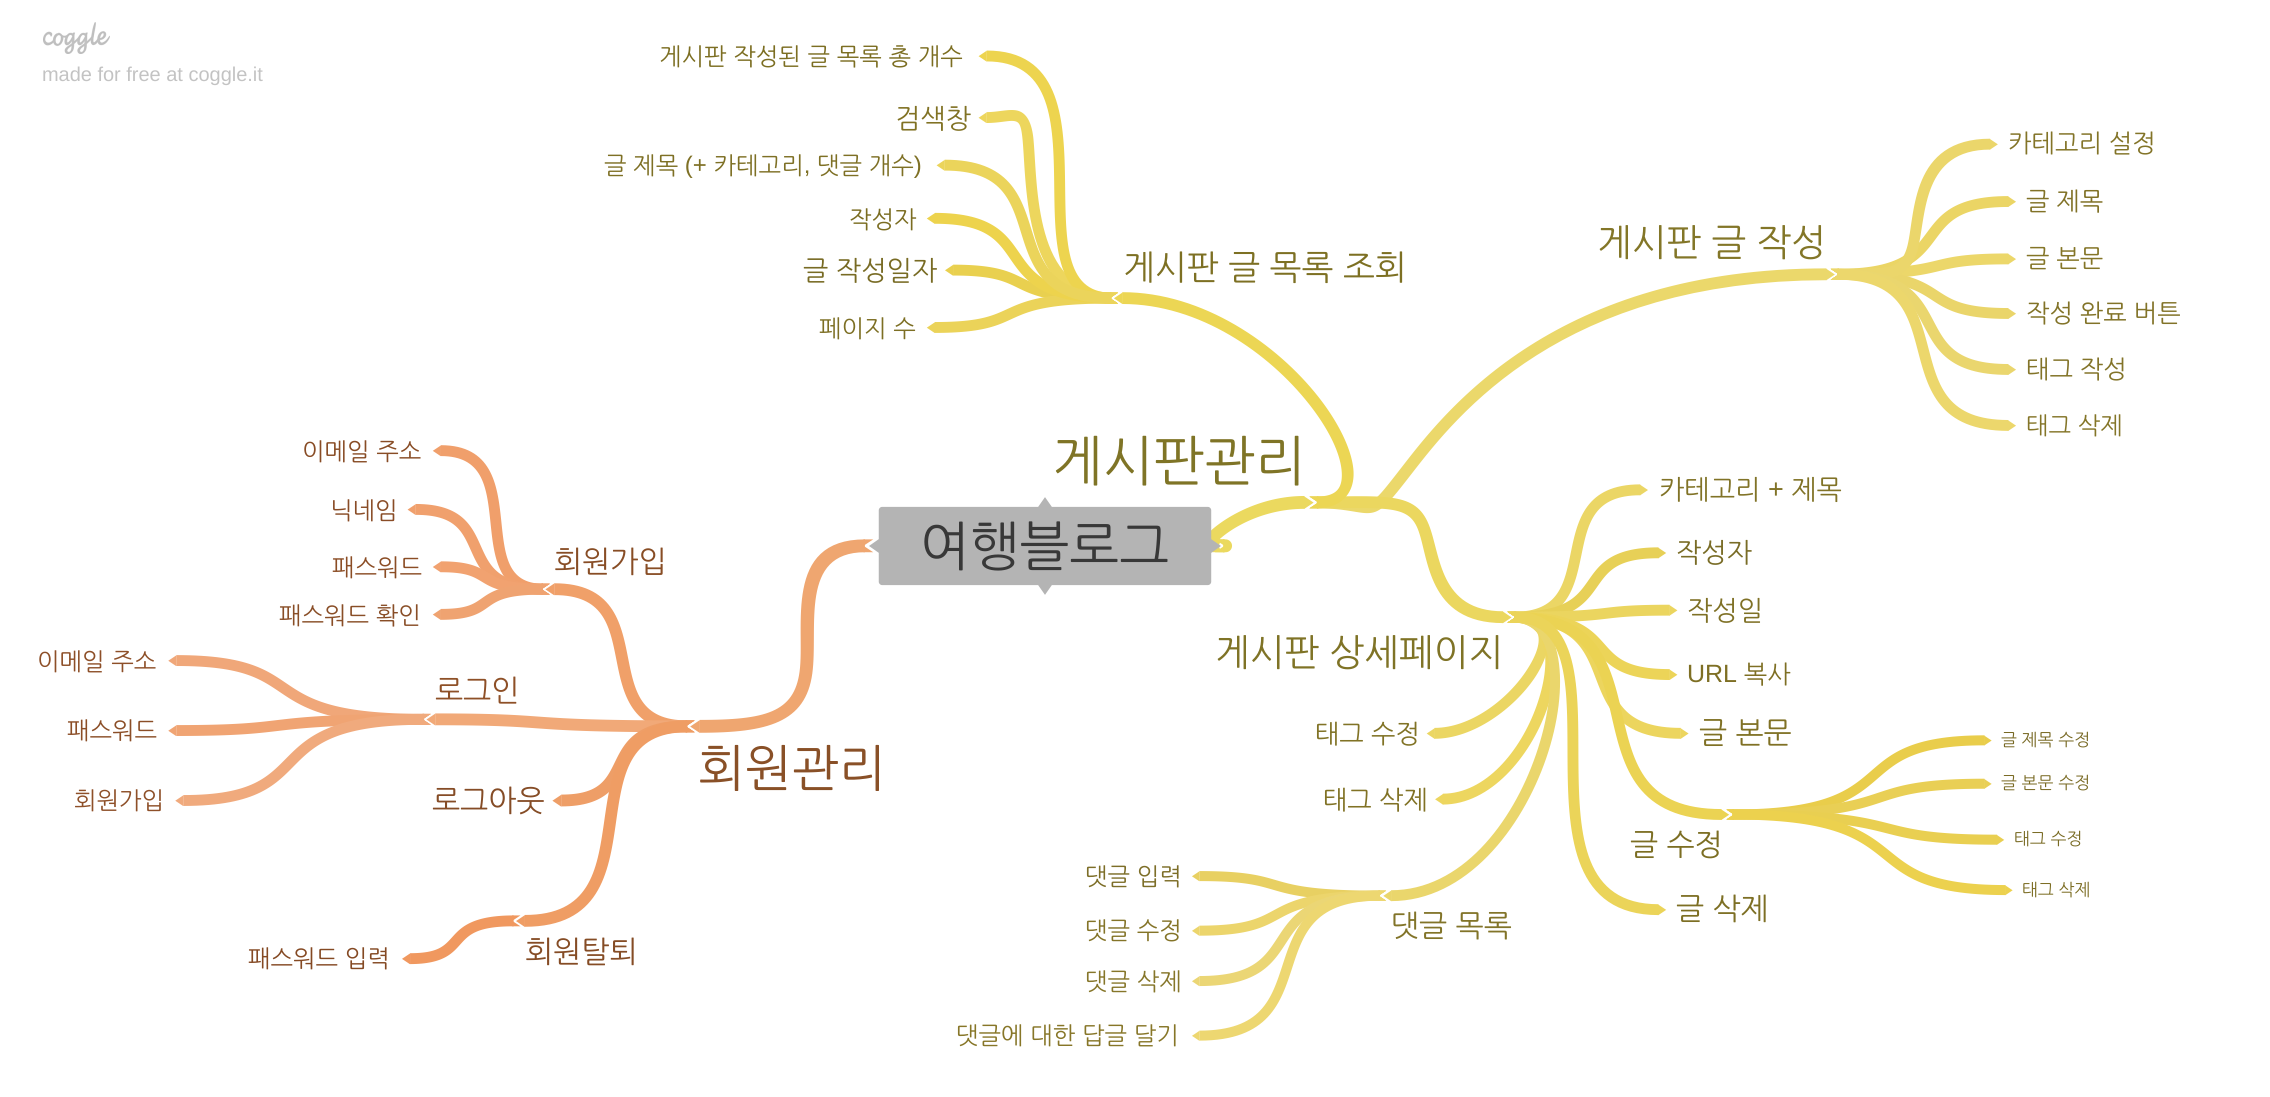 coggle
made for free at coggle.it
여행블로그
게시판관리
게시판 글 목록 조회
게시판 작성된 글 목록 총 개수
검색창
글 제목 (+ 카테고리, 댓글 개수)
작성자
글 작성일자
페이지 수
게시판 글 작성
카테고리 설정
글 제목
글 본문
작성 완료 버튼
태그 작성
태그 삭제
게시판 상세페이지
카테고리 + 제목
작성자
작성일
URL 복사
글 본문
글 수정
글 제목 수정
글 본문 수정
태그 수정
태그 삭제
글 삭제
태그 수정
태그 삭제
댓글 목록
댓글 입력
댓글 수정
댓글 삭제
댓글에 대한 답글 달기
회원관리
회원가입
이메일 주소
닉네임
패스워드
패스워드 확인
로그인
이메일 주소
패스워드
회원가입
로그아웃
회원탈퇴
패스워드 입력